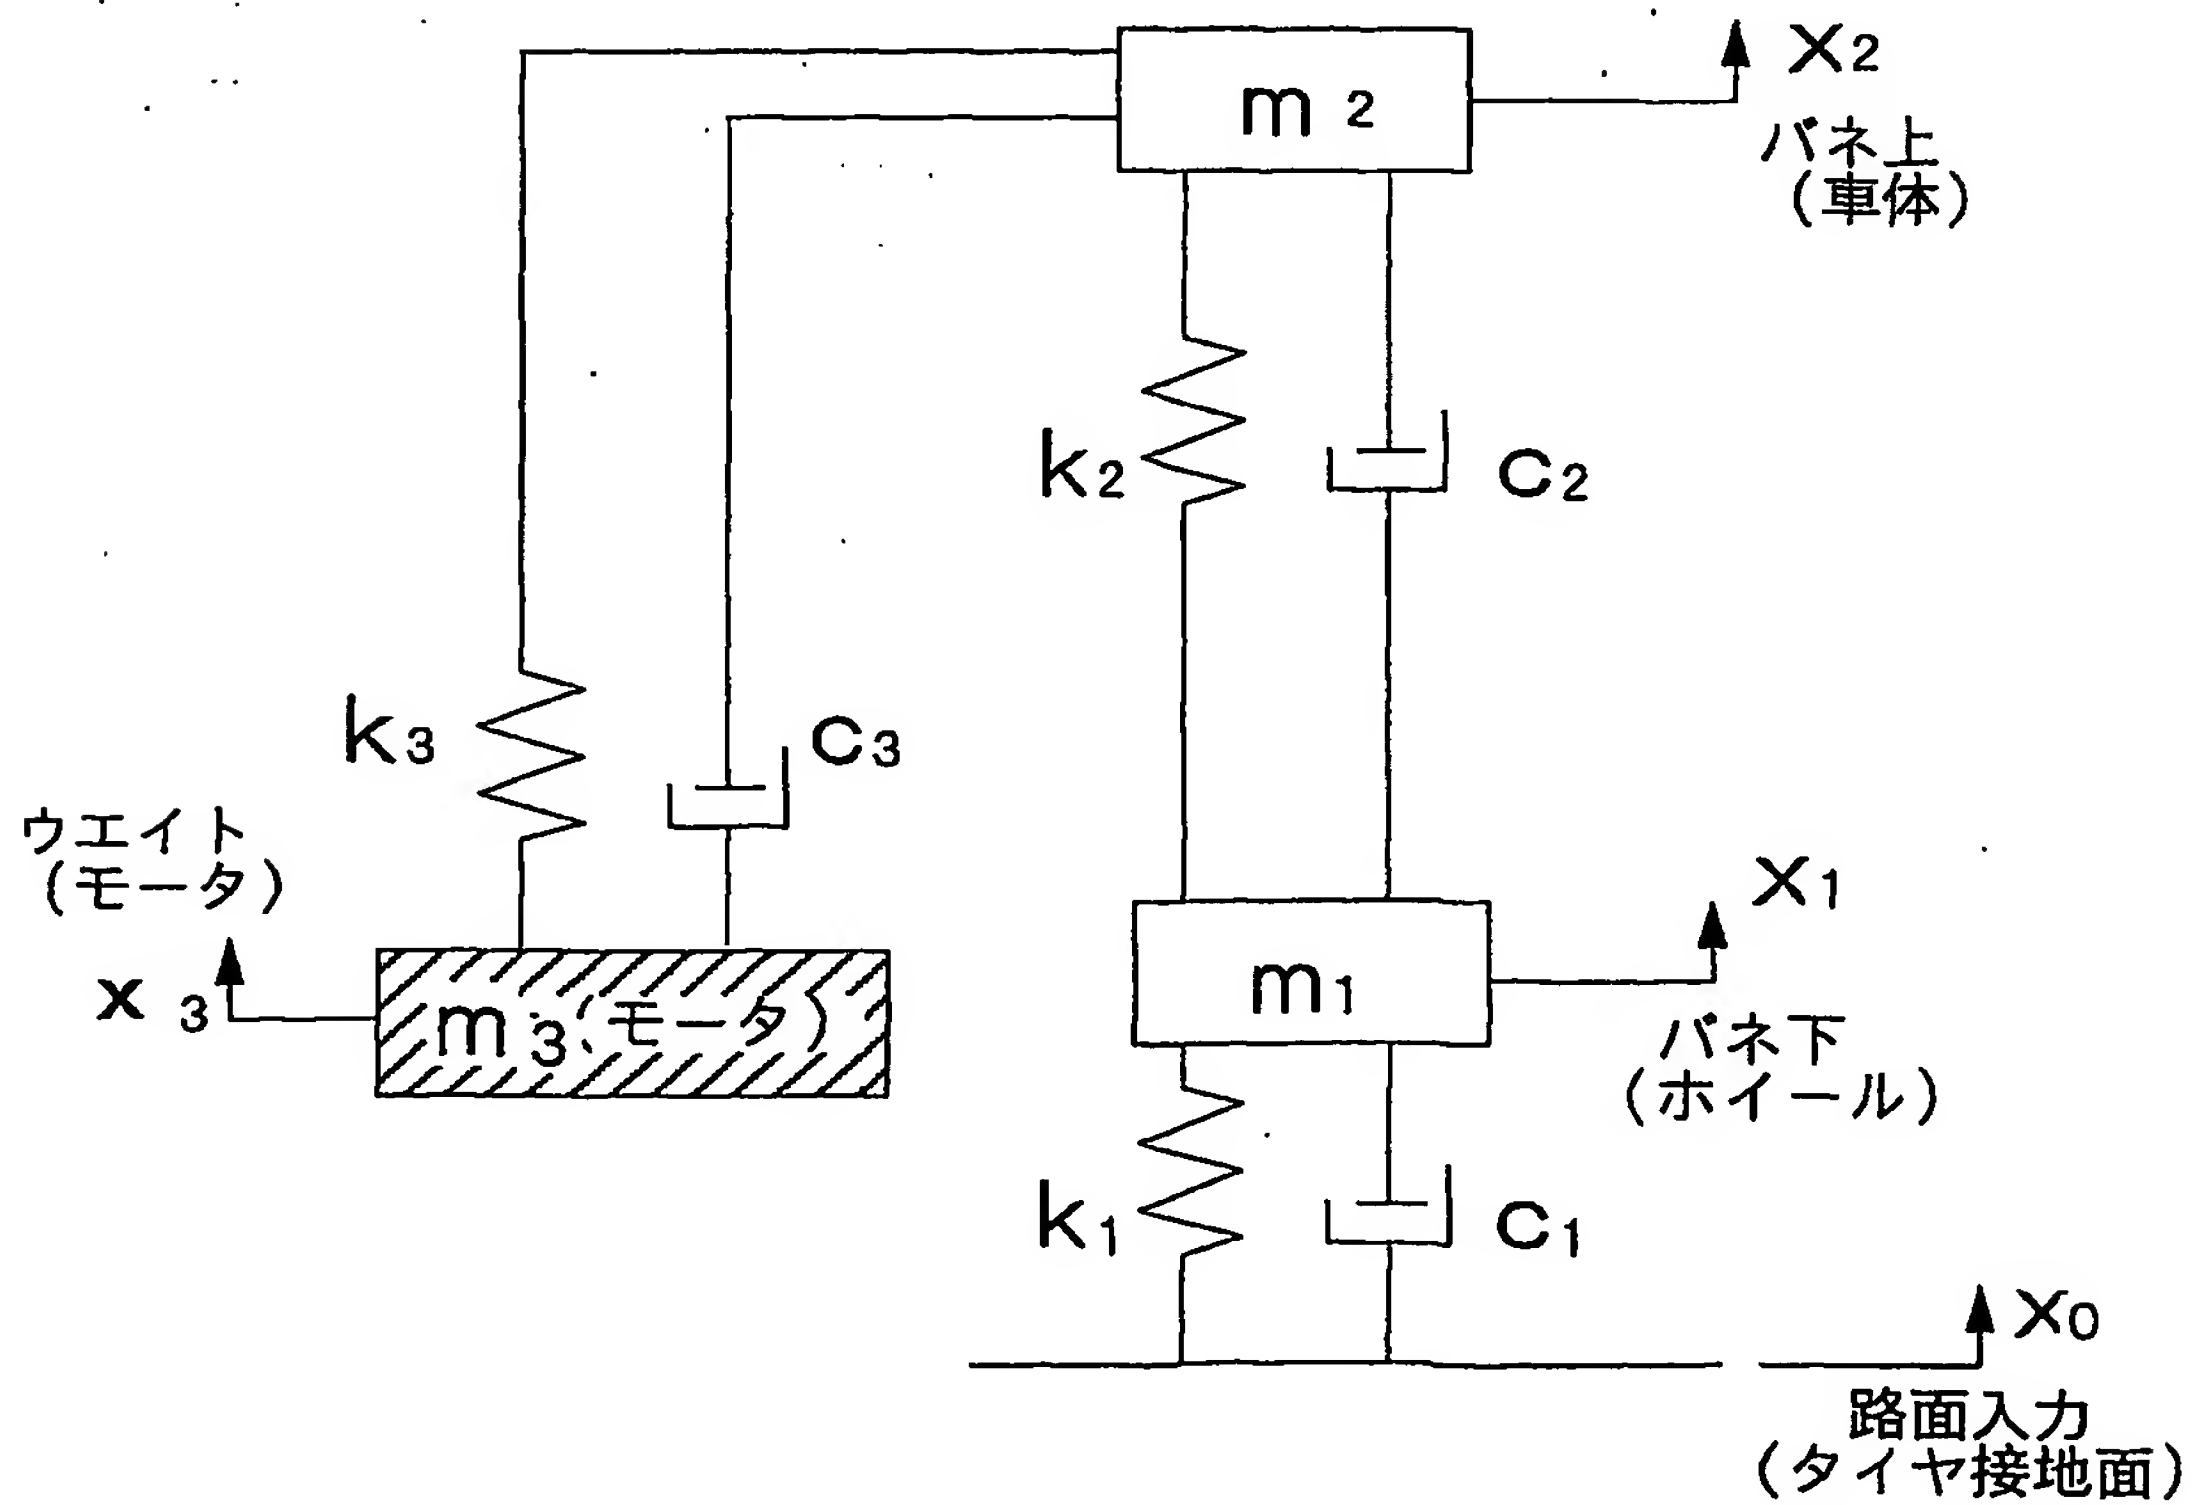 m2
x2
バネ上
(車体)
k2
c2
k3
c3
ウエイト
(モータ)
x3
m3(モータ)
m1
x1
バネ下
(ホイール)
k1
c1
x0
路面入力
(タイヤ接地面)